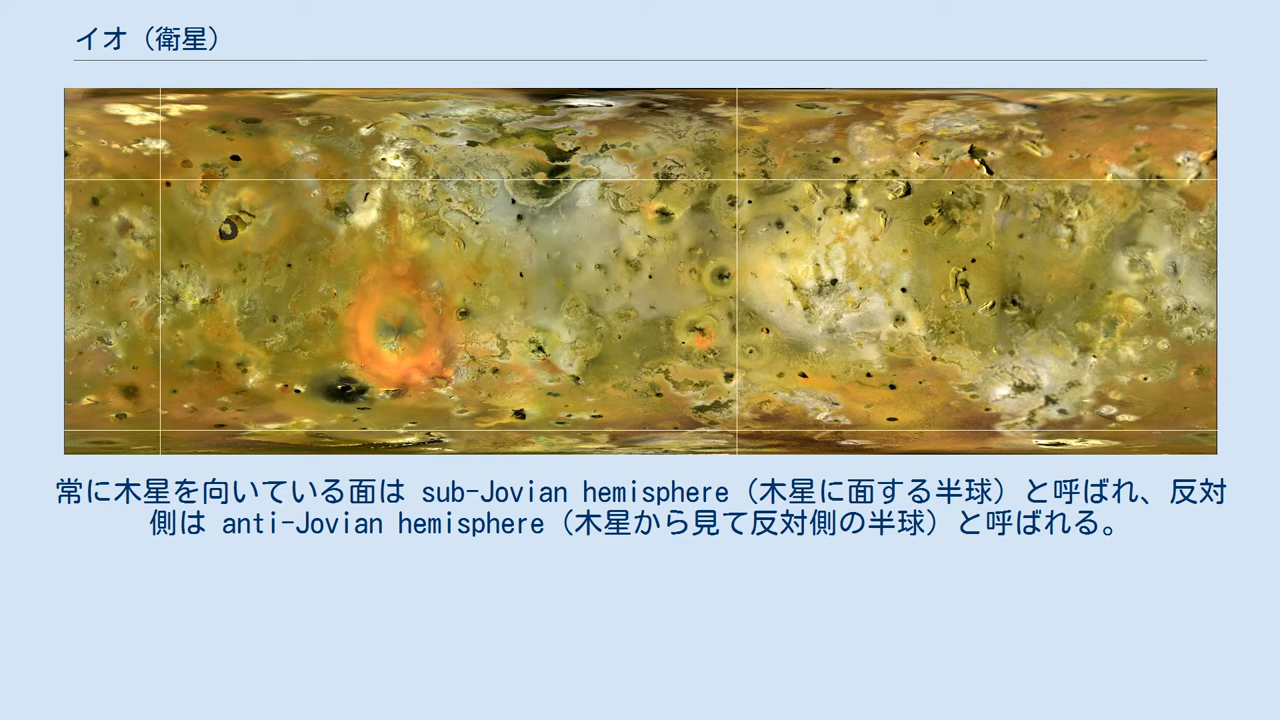 イオ（衛星）
常に木星を向いている面は sub-Jovian hemisphere（木星に面する半球）と呼ばれ、反対
側は anti-Jovian hemisphere（木星から見て反対側の半球）と呼ばれる。